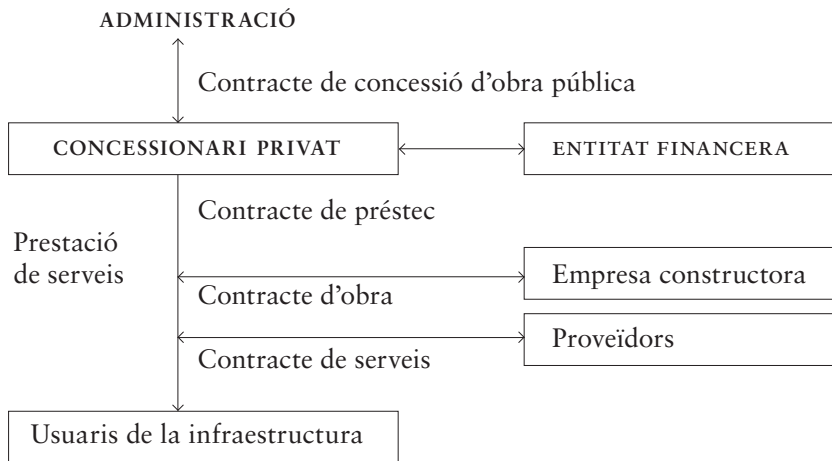 ADMINISTRACIÓ
Contracte de concessió d’obra pública
CONCESSIONARI PRIVAT
ENTITAT FINANCERA
Contracte de préstec
Prestació
de serveis
Empresa constructora
Contracte d’obra
Proveïdors
Contracte de serveis
Usuaris de la infraestructura